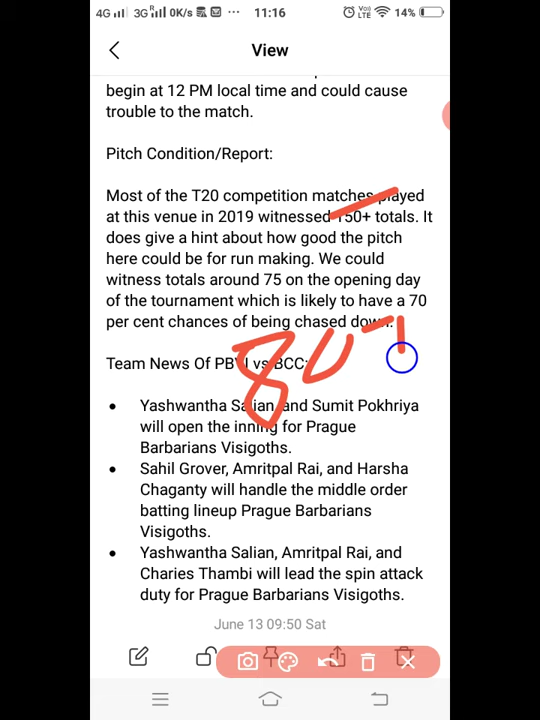 4G 3G R 0K/s ··· 11:16 Vo) LTE 14%
View
begin at 12 PM local time and could cause
trouble to the match.
Pitch Condition/Report:
Most of the T20 competition matches played
at this venue in 2019 witnessed 150+ totals. It
does give a hint about how good the pitch
here could be for run making. We could
witness totals around 75 on the opening day
of the tournament which is likely to have a 70
per cent chances of being chased down.
Team News Of PBV vs BCC:
• Yashwantha Salian, and Sumit Pokhriya
will open the inning for Prague
Barbarians Visigoths.
• Sahil Grover, Amritpal Rai, and Harsha
Chaganty will handle the middle order
batting lineup Prague Barbarians
Visigoths.
• Yashwantha Salian, Amritpal Rai, and
Charies Thambi will lead the spin attack
duty for Prague Barbarians Visigoths.
June 13 09:50 Sat